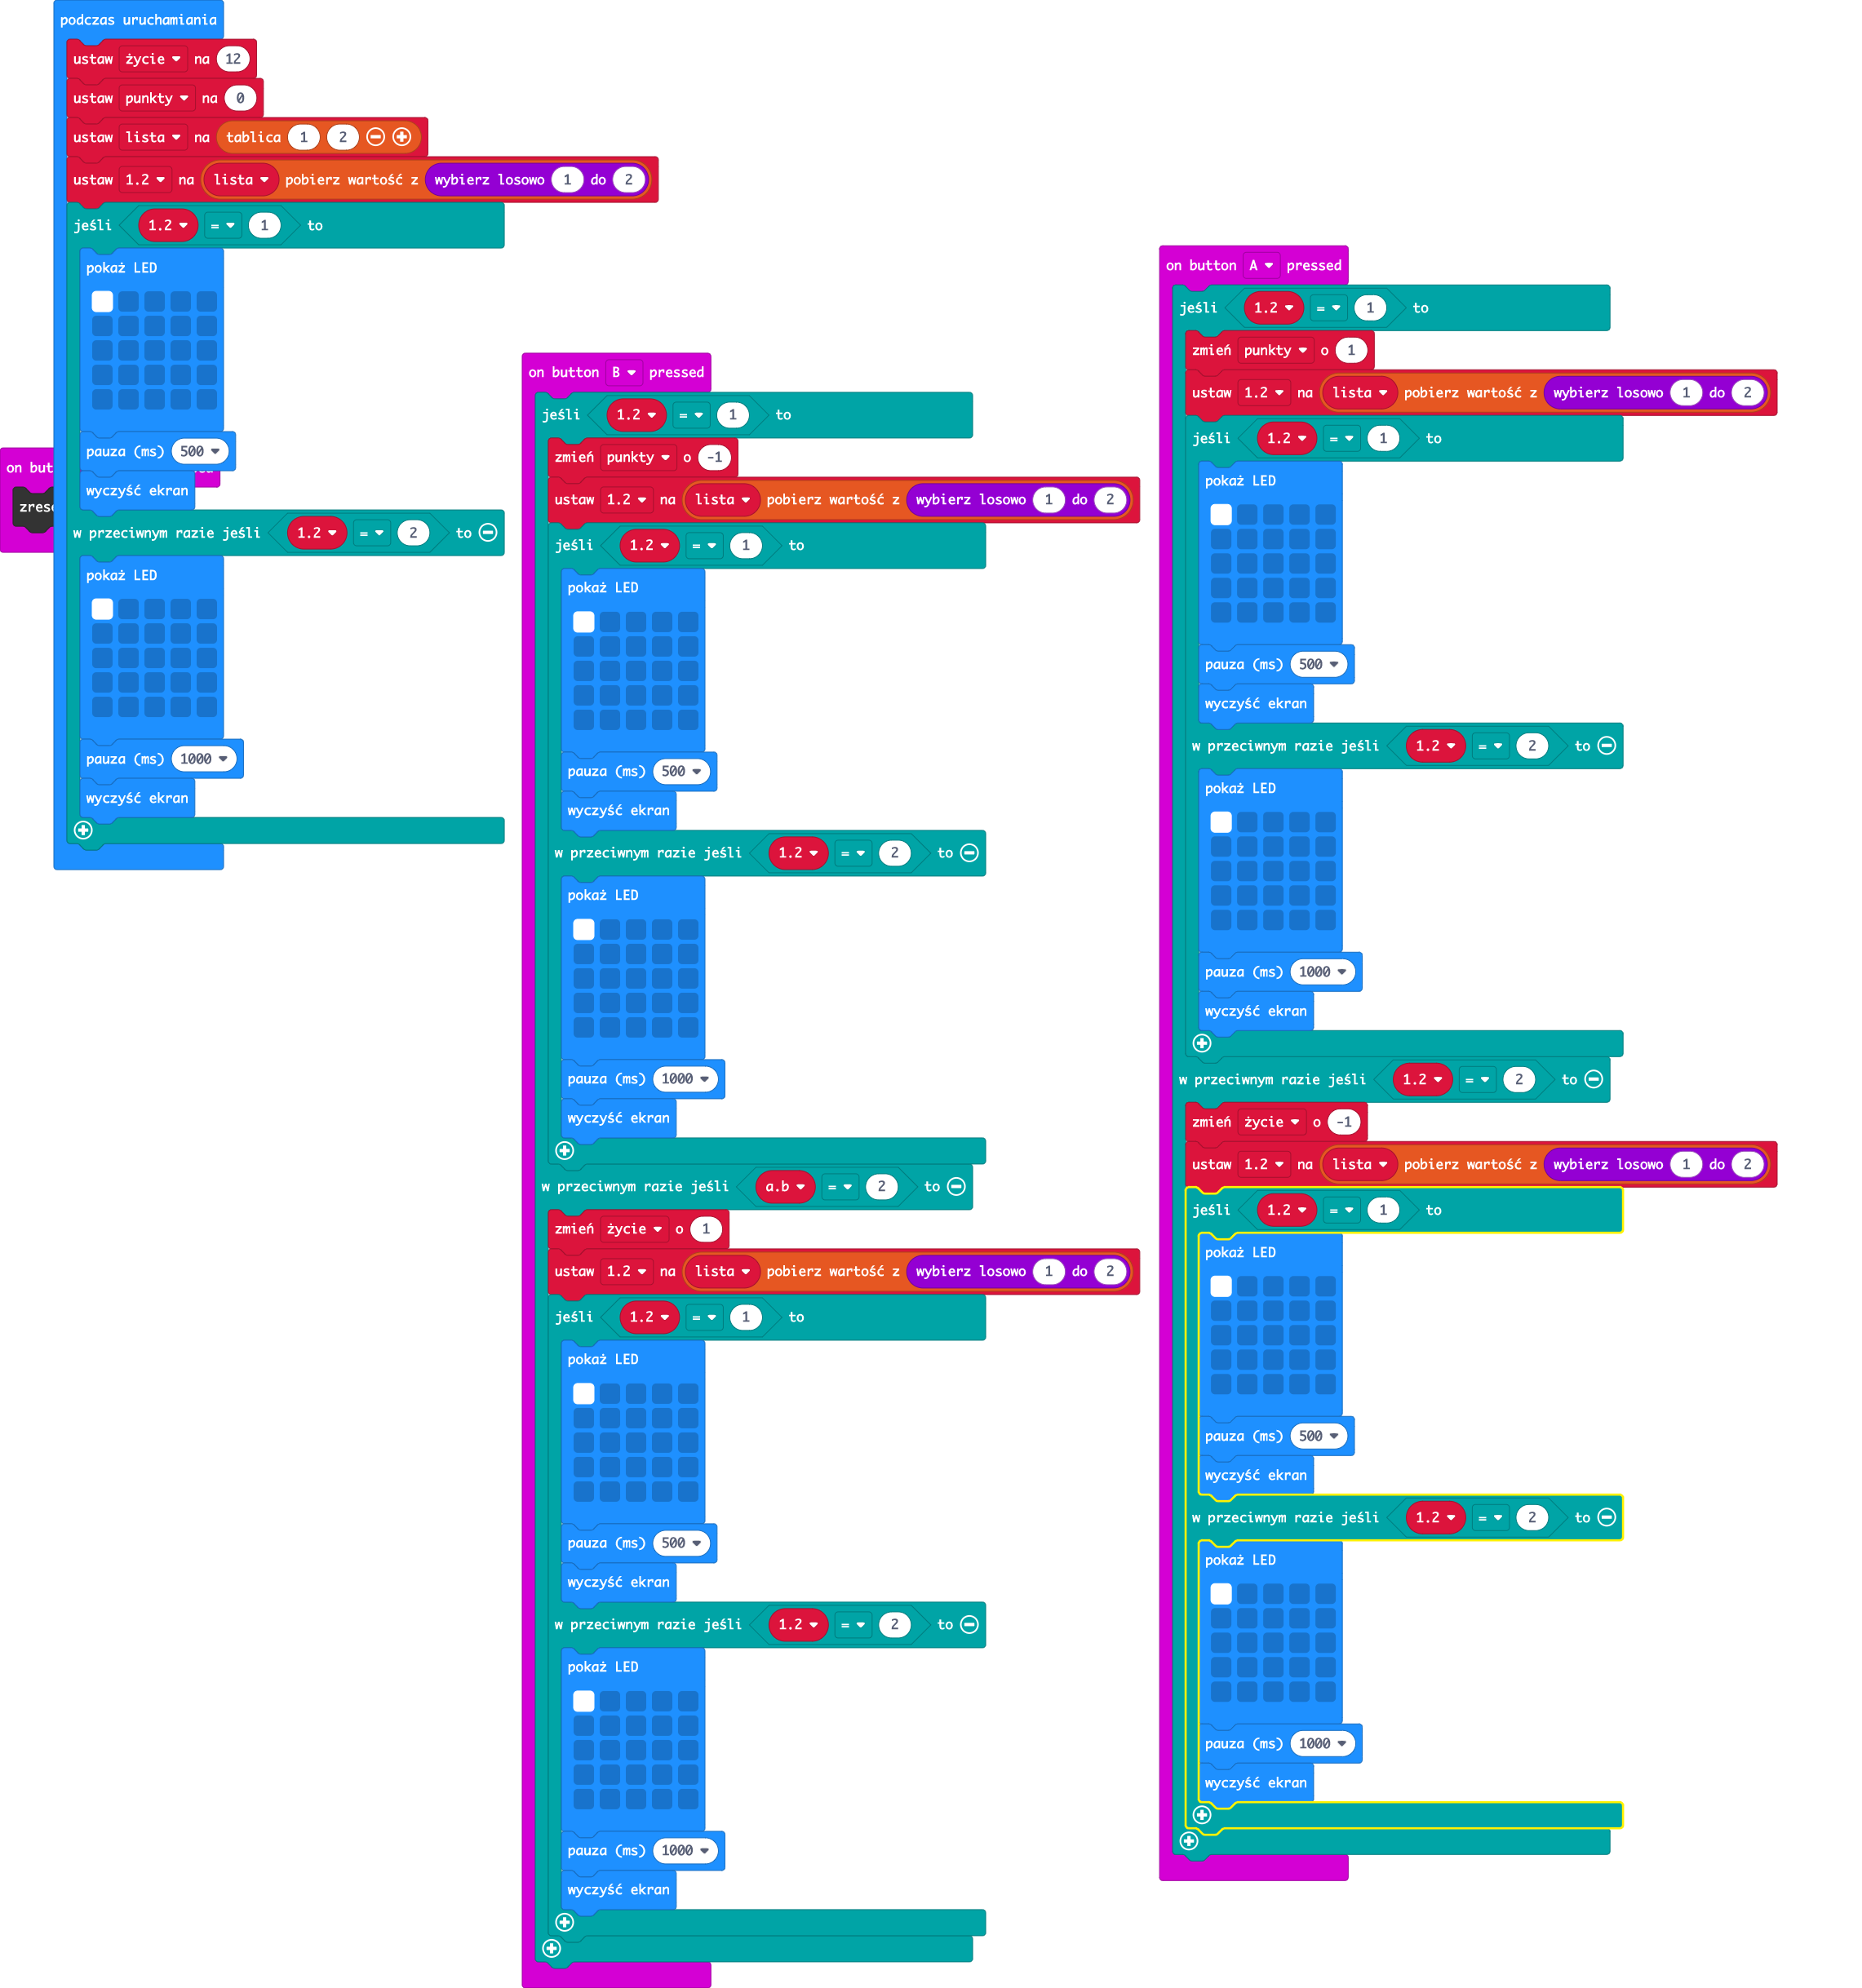 podczas uruchamiania
ustaw życie na 12
ustaw punkty na 0
ustaw lista na tablica 1 2
ustaw 1.2 na lista pobierz wartość z wybierz losowo 1 do 2
jeśli 1.2 = 1 to
pokaż LED
pauza (ms) 500
wyczyść ekran
w przeciwnym razie jeśli 1.2 = 2 to
pokaż LED
pauza (ms) 1000
wyczyść ekran
on button B pressed
jeśli 1.2 = 1 to
zmień punkty o -1
ustaw 1.2 na lista pobierz wartość z wybierz losowo 1 do 2
jeśli 1.2 = 1 to
pokaż LED
pauza (ms) 500
wyczyść ekran
w przeciwnym razie jeśli 1.2 = 2 to
pokaż LED
pauza (ms) 1000
wyczyść ekran
w przeciwnym razie jeśli a.b = 2 to
zmień życie o 1
ustaw 1.2 na lista pobierz wartość z wybierz losowo 1 do 2
jeśli 1.2 = 1 to
pokaż LED
pauza (ms) 500
wyczyść ekran
w przeciwnym razie jeśli 1.2 = 2 to
pokaż LED
pauza (ms) 1000
wyczyść ekran
on button A pressed
jeśli 1.2 = 1 to
zmień punkty o 1
ustaw 1.2 na lista pobierz wartość z wybierz losowo 1 do 2
jeśli 1.2 = 1 to
pokaż LED
pauza (ms) 500
wyczyść ekran
w przeciwnym razie jeśli 1.2 = 2 to
pokaż LED
pauza (ms) 1000
wyczyść ekran
w przeciwnym razie jeśli 1.2 = 2 to
zmień życie o -1
ustaw 1.2 na lista pobierz wartość z wybierz losowo 1 do 2
jeśli 1.2 = 1 to
pokaż LED
pauza (ms) 500
wyczyść ekran
w przeciwnym razie jeśli 1.2 = 2 to
pokaż LED
pauza (ms) 1000
wyczyść ekran
on